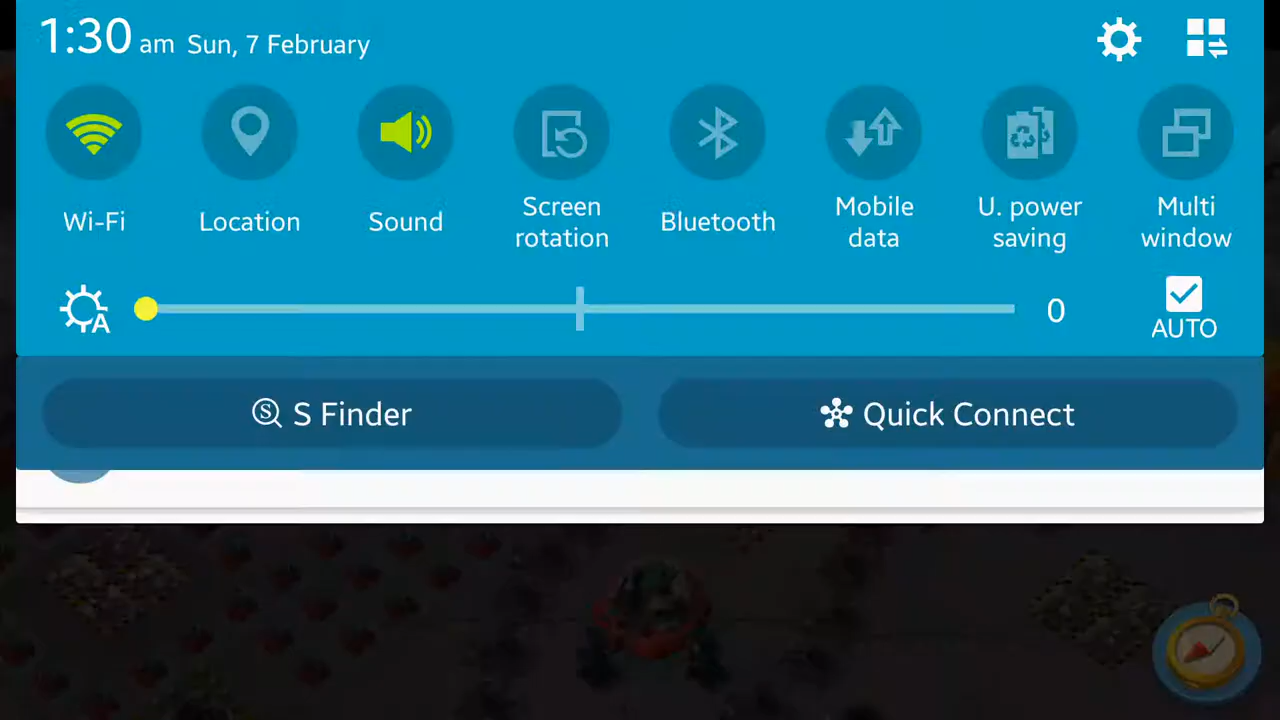 1:30 am Sun, 7 February
Wi-Fi
Location
Sound
Screen
rotation
Bluetooth
Mobile
data
U. power
saving
Multi
window
A
0
AUTO
S S Finder
Quick Connect